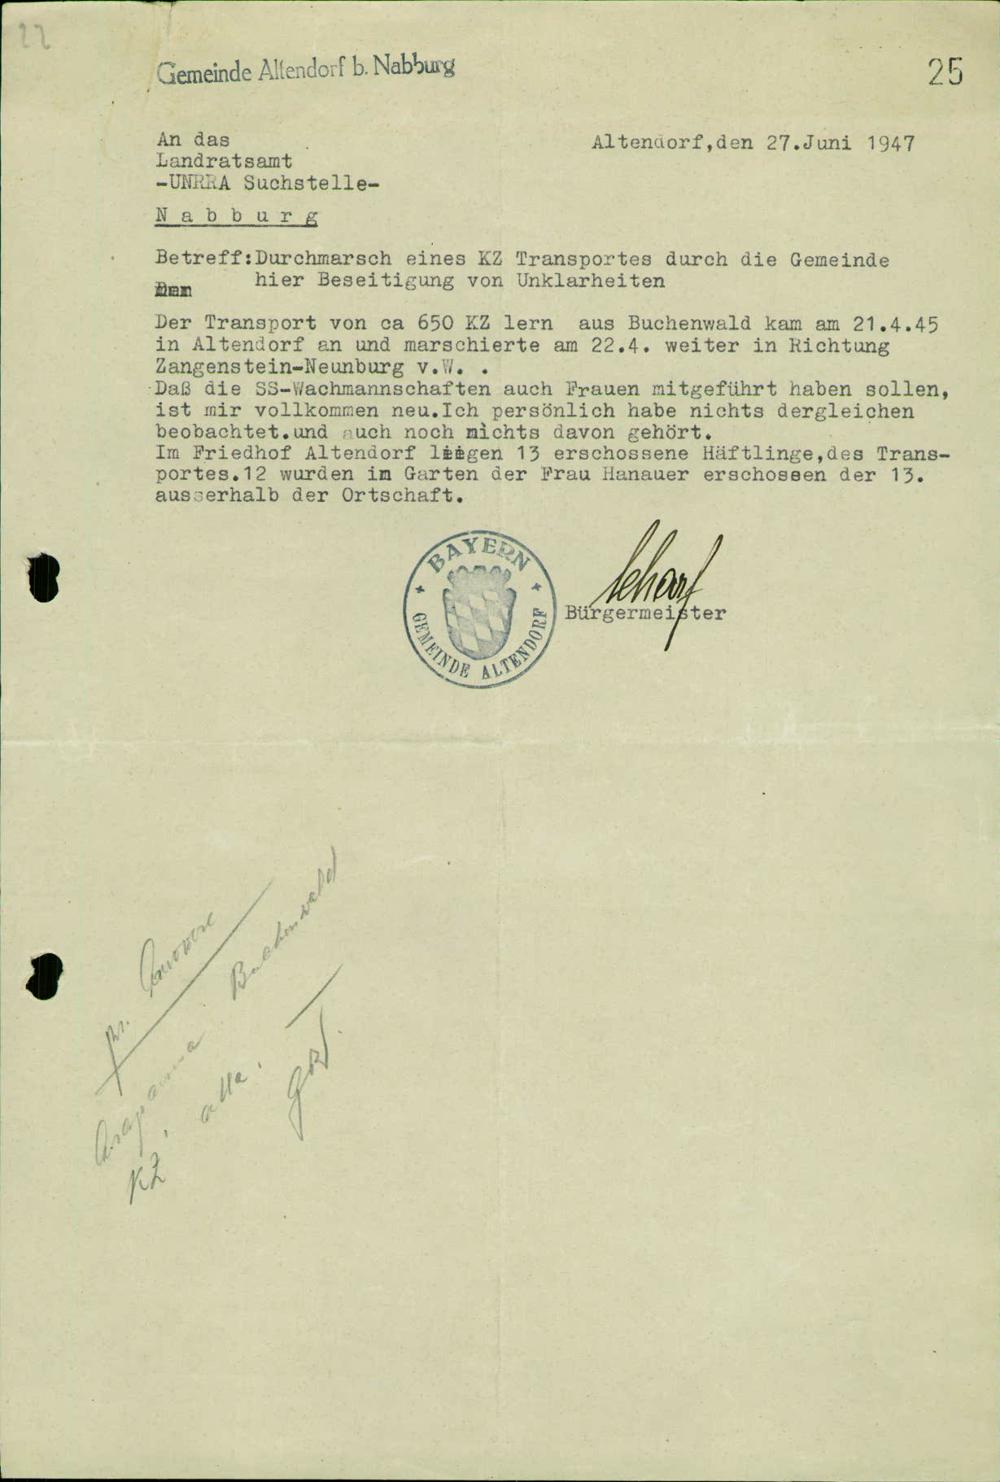 22
Gemeinde Altendorf b. Nabburg
25
An das
Altendorf,den 27.Juni 1947
Landratsamt
-UNRRA Suchstelle-
N a b b u r g
Betreff:Durchmarsch eines KZ Transportes durch die Gemeinde
hier Beseitigung von Unklarheiten
Der Transport von ca 650 KZ lern aus Buchenwald kam am 21.4.45
in Altendorf an und marschierte am 22.4. weiter in Richtung
Zangenstein-Neunburg v.W. .
Daß die SS-Wachmannschaften auch Frauen mitgeführt haben sollen,
ist mir vollkommen neu.Ich persönlich habe nichts dergleichen
beobachtet.und auch noch nichts davon gehört.
Im Friedhof Altendorf liegen 13 erschossene Häftlinge,des Trans-
portes.12 wurden im Garten der Frau Hanauer erschossen der 13.
ausserhalb der Ortschaft.
BAYERN
GEMEINDE ALTENDORF
Scharf
Bürgermeister
Buchenwald
KZ